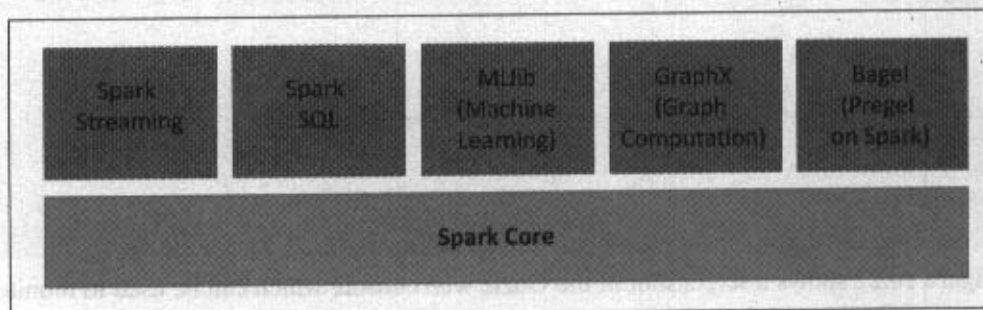 Spark
Streaming
Spark
SQL
MLlib
(Machine
Learning)
GraphX
(Graph
Computation)
Bagel
(Pregel
on Spark)
Spark Core